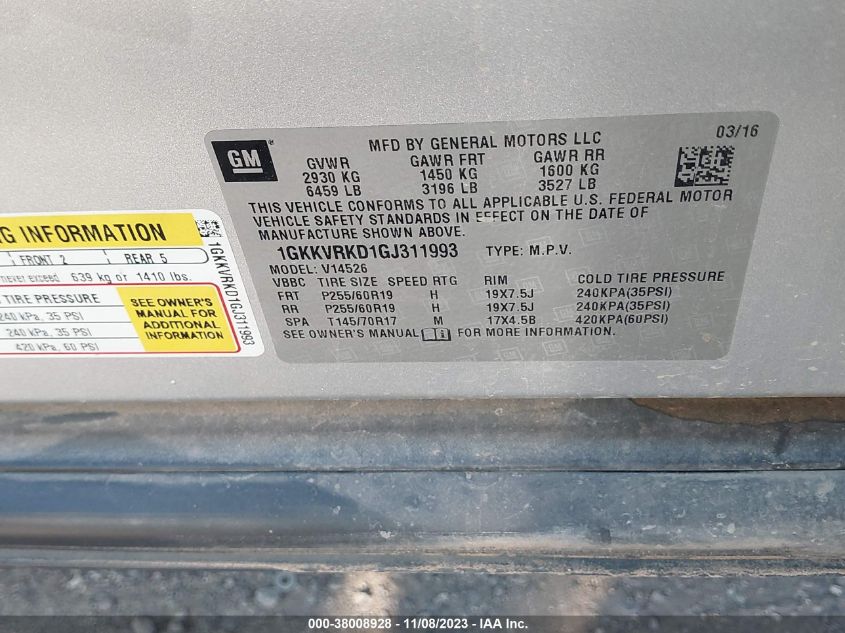 GM
MFD BY GENERAL MOTORS LLC
03/16
GVWR GAWR FRT GAWR RR
2930 KG 1450 KG 1600 KG
6459 LB 3196 LB 3527 LB
THIS VEHICLE CONFORMS TO ALL APPLICABLE U.S. FEDERAL MOTOR
VEHICLE SAFETY STANDARDS IN EFFECT ON THE DATE OF
MANUFACTURE SHOWN ABOVE.
1GKKVRKD1GJ311993 TYPE: M.P.V.
MODEL: V14526
VBBC TIRE SIZE SPEED RTG RIM COLD TIRE PRESSURE
FRT P255/60R19 H 19X7.5J 240KPA(35PSI)
RR P255/60R19 H 19X7.5J 240KPA(35PSI)
SPA T145/70R17 M 17X4.5B 420KPA(60PSI)
SEE OWNER'S MANUAL FOR MORE INFORMATION.
INFORMATION
FRONT 2 REAR 5
never exceed 639 kg or 1410 lbs.
TIRE PRESSURE
240 kPa, 35 PSI
240 kPa, 35 PSI
420 kPa, 60 PSI
SEE OWNER'S
MANUAL FOR
ADDITIONAL
INFORMATION
1GKKVRKD1GJ311993
000-38008928 - 11/08/2023 - IAA Inc.